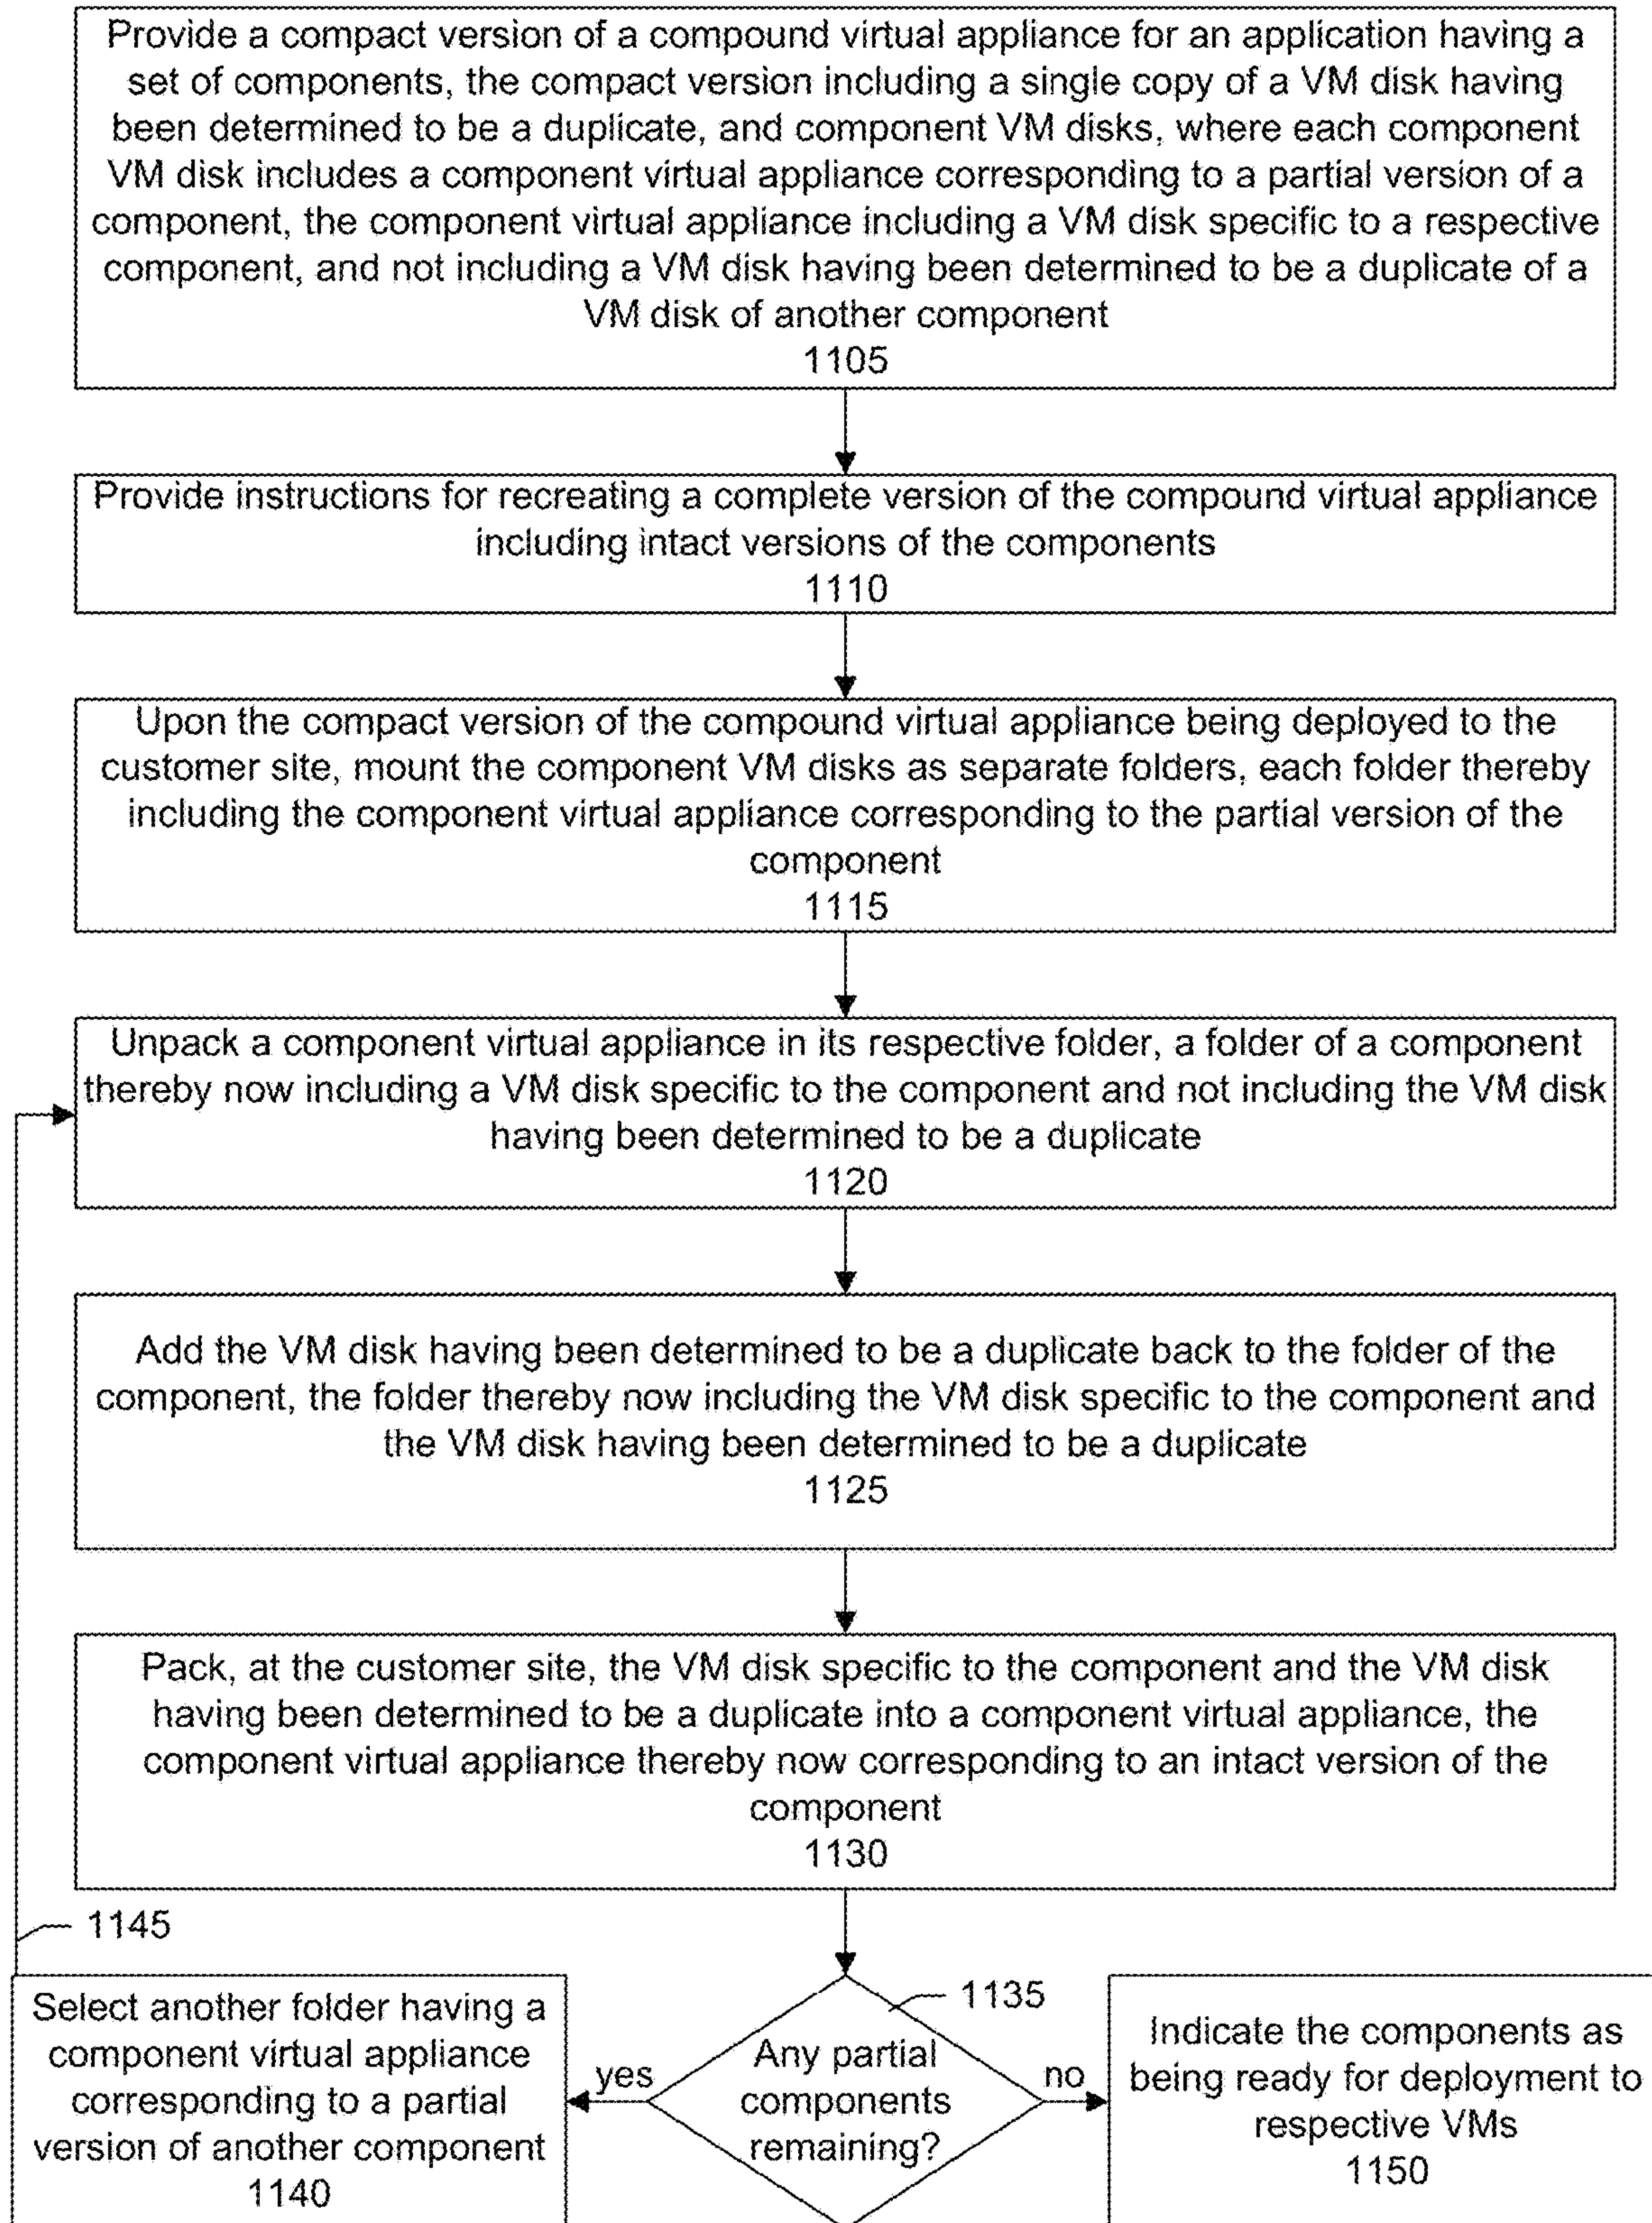 Provide a compact version of a compound virtual appliance for an application having a
set of components, the compact version including a single copy of a VM disk having
been determined to be a duplicate, and component VM disks, where each component
VM disk includes a component virtual appliance corresponding to a partial version of a
component, the component virtual appliance including a VM disk specific to a respective
component, and not including a VM disk having been determined to be a duplicate of a
VM disk of another component
1105
Provide instructions for recreating a complete version of the compound virtual appliance
including intact versions of the components
1110
Upon the compact version of the compound virtual appliance being deployed to the
customer site, mount the component VM disks as separate folders, each folder thereby
including the component virtual appliance corresponding to the partial version of the
component
1115
Unpack a component virtual appliance in its respective folder, a folder of a component
thereby now including a VM disk specific to the component and not including the VM disk
having been determined to be a duplicate
1120
Add the VM disk having been determined to be a duplicate back to the folder of the
component, the folder thereby now including the VM disk specific to the component and
the VM disk having been determined to be a duplicate
1125
Pack, at the customer site, the VM disk specific to the component and the VM disk
having been determined to be a duplicate into a component virtual appliance, the
component virtual appliance thereby now corresponding to an intact version of the
component
1130
1145
1135
Any partial
components
remaining?
yes
no
Select another folder having a
component virtual appliance
corresponding to a partial
version of another component
1140
Indicate the components as
being ready for deployment to
respective VMs
1150